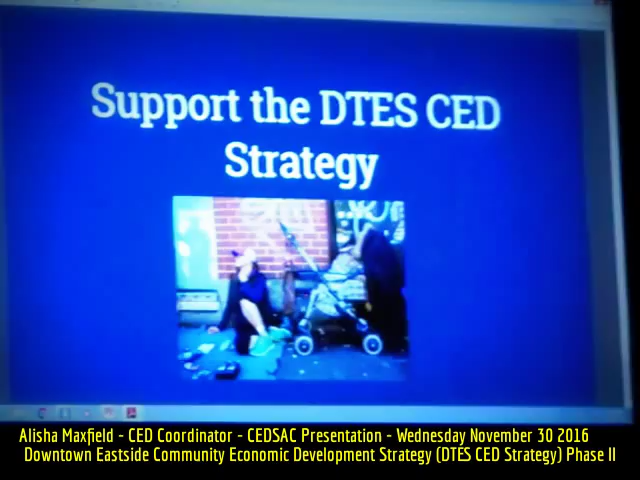 Support the DTES CED
Strategy
Alisha Maxfield - CED Coordinator - CEDSAC Presentation - Wednesday November 30 2016
Downtown Eastside Community Economic Development Strategy (DTES CED Strategy) Phase II